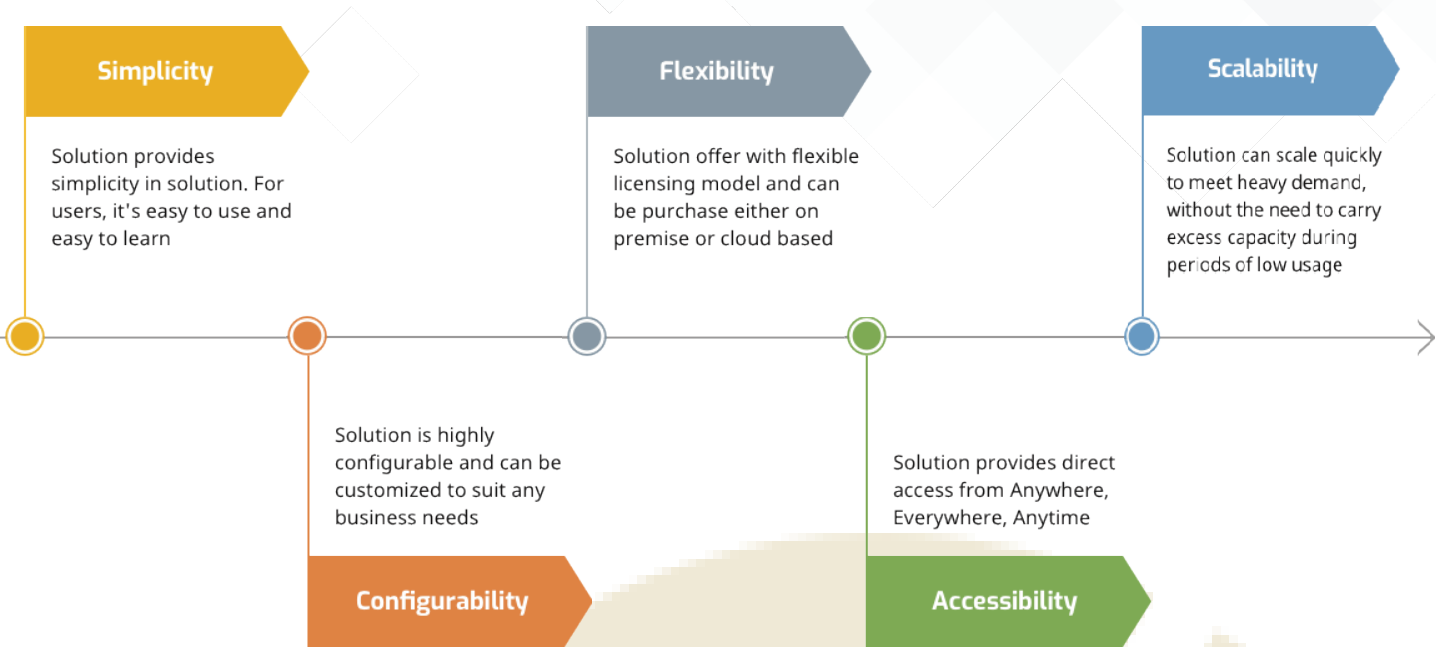 Simplicity
Solution provides
simplicity in solution. For
users, it's easy to use and
easy to learn
Solution is highly
configurable and can be
customized to suit any
business needs
Configurability
Flexibility
Solution offer with flexible
licensing model and can
be purchase either on
premise or cloud based
Solution provides direct
access from Anywhere,
Everywhere, Anytime
Accessibility
Scalability
Solution can scale quickly
to meet heavy demand,
without the need to carry
excess capacity during
periods of low usage